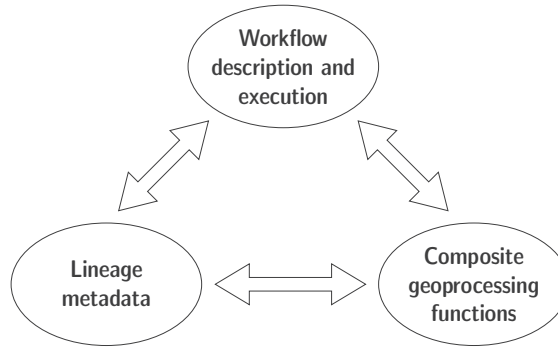 Workflow
description and
execution
Lineage
metadata
Composite
geoprocessing
functions